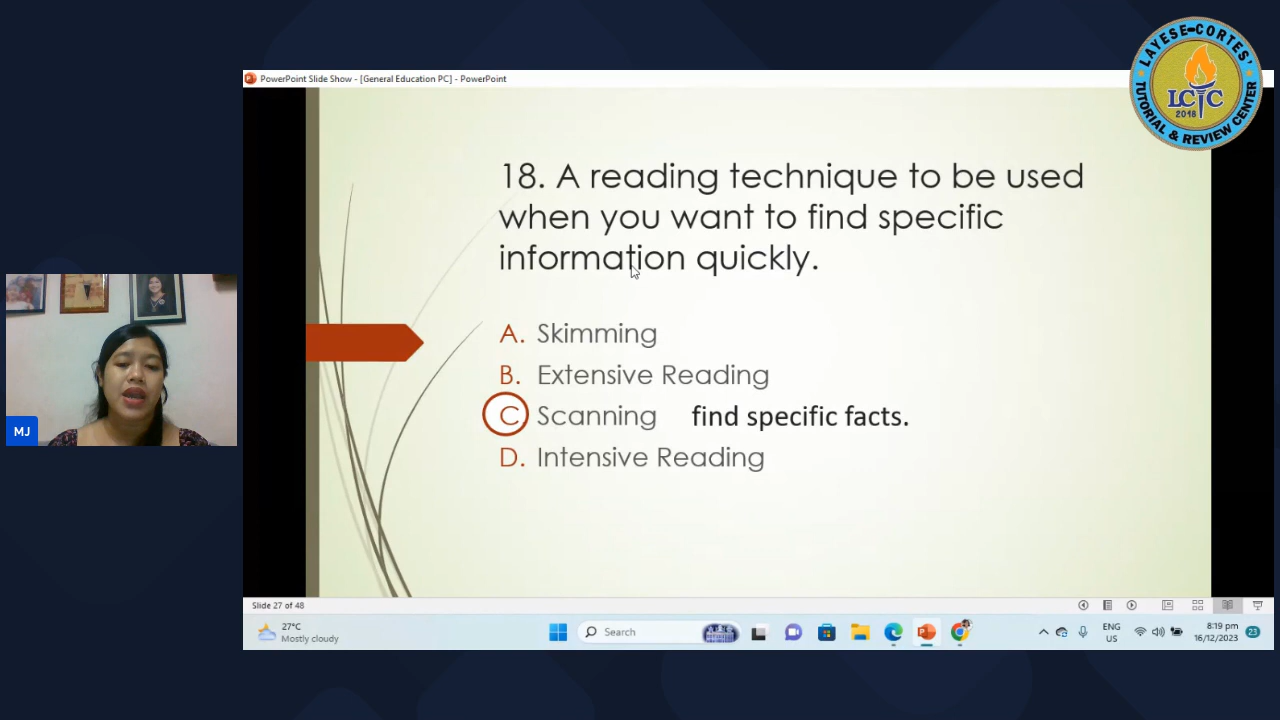 PowerPoint Slide Show - [General Education PC] - PowerPoint
LAYESE-CORTES'
LCTC
2018
TUTORIAL & REVIEW CENTER
18. A reading technique to be used
when you want to find specific
information quickly.
A. Skimming
B. Extensive Reading
C Scanning find specific facts.
D. Intensive Reading
MJ
Slide 27 of 48
27°C
Mostly cloudy
Search
ENG
US
8:19 pm
16/12/2023
23